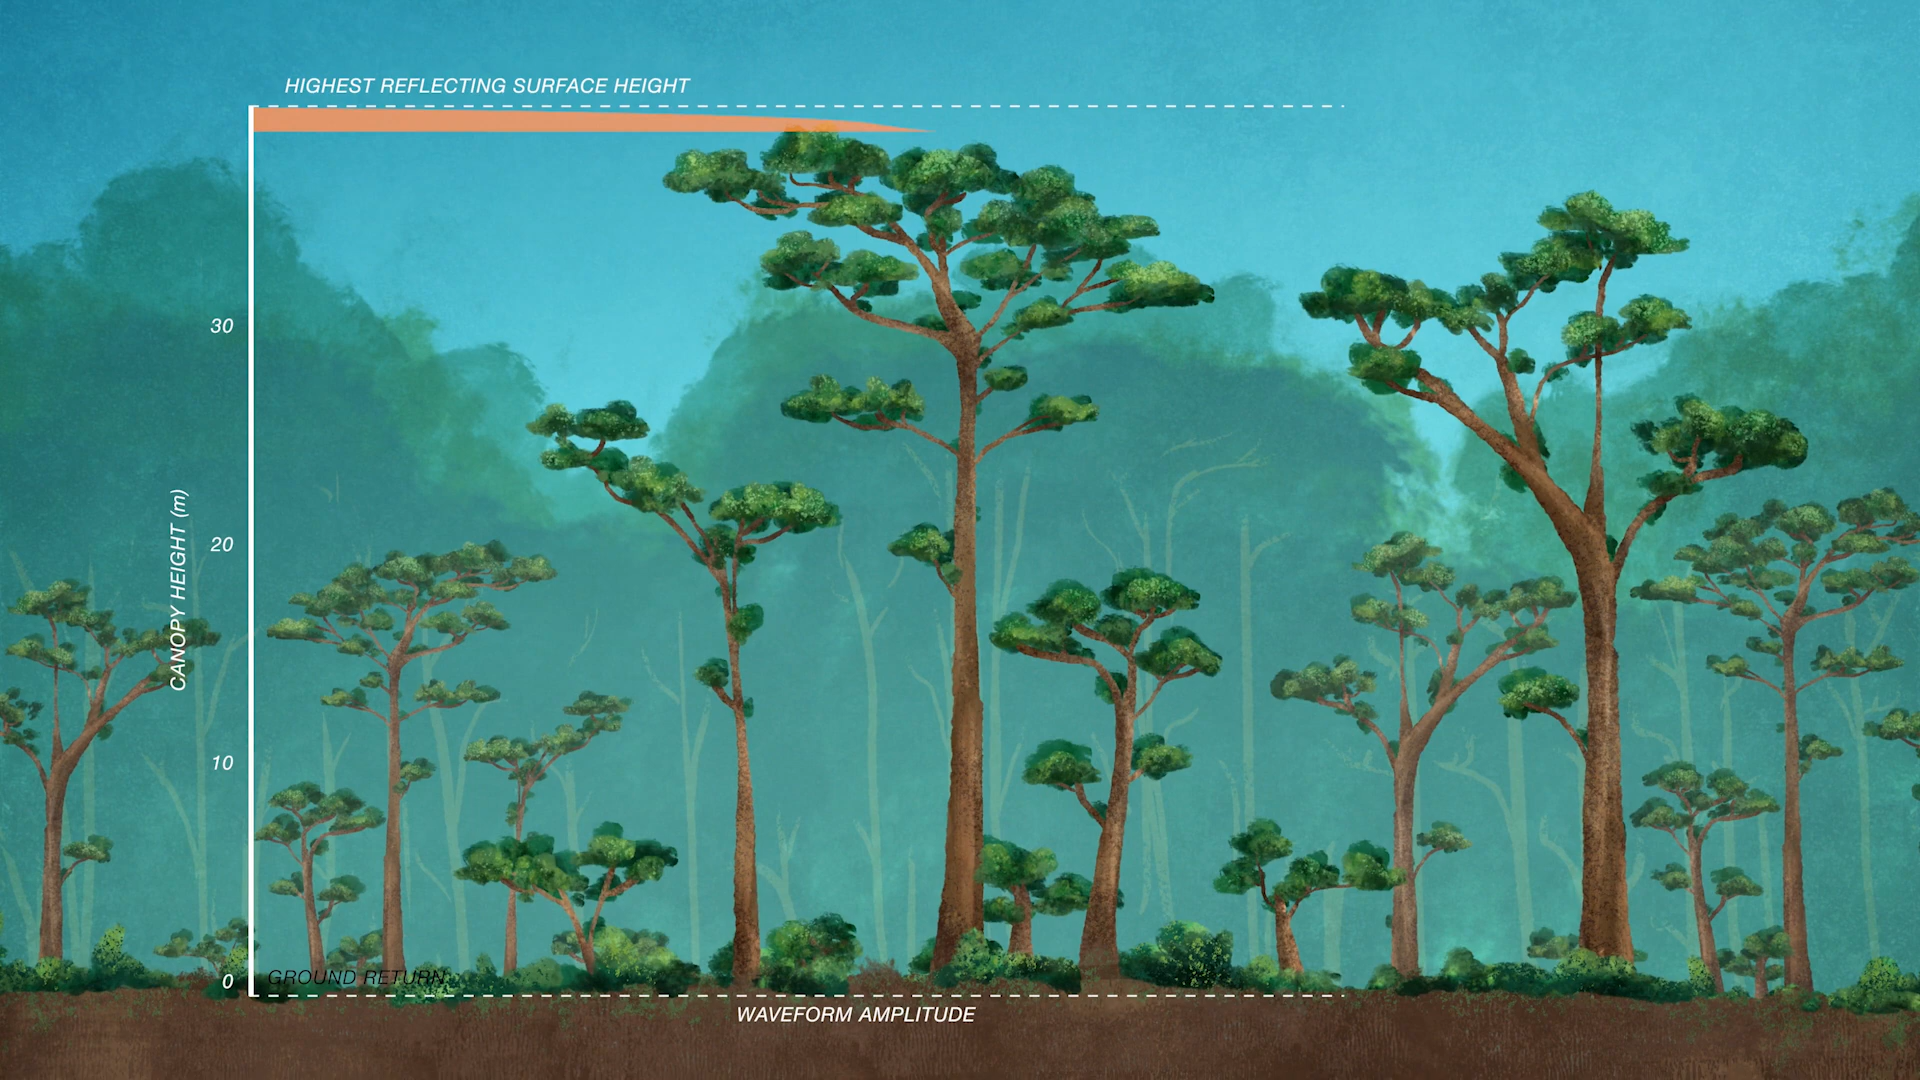 HIGHEST REFLECTING SURFACE HEIGHT
30
20
CANOPY HEIGHT (m)
10
0
GROUND RETURN
WAVEFORM AMPLITUDE